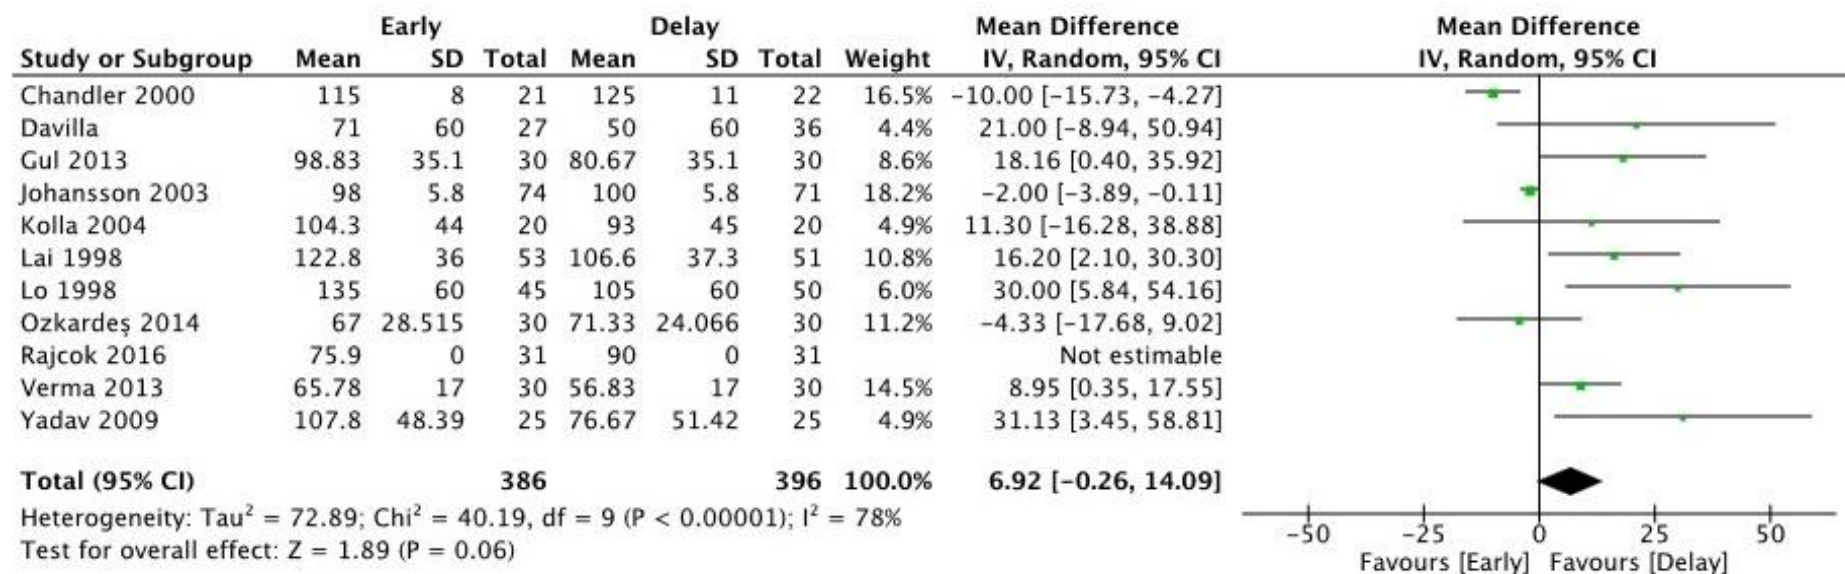 Early Delay Mean Difference Mean Difference
Study or Subgroup Mean SD Total Mean SD Total Weight IV, Random, 95% CI IV, Random, 95% CI
Chandler 2000 115 8 21 125 11 22 16.5% −10.00 [−15.73, −4.27]
Davilla 71 60 27 50 60 36 4.4% 21.00 [−8.94, 50.94]
Gul 2013 98.83 35.1 30 80.67 35.1 30 8.6% 18.16 [0.40, 35.92]
Johansson 2003 98 5.8 74 100 5.8 71 18.2% −2.00 [−3.89, −0.11]
Kolla 2004 104.3 44 20 93 45 20 4.9% 11.30 [−16.28, 38.88]
Lai 1998 122.8 36 53 106.6 37.3 51 10.8% 16.20 [2.10, 30.30]
Lo 1998 135 60 45 105 60 50 6.0% 30.00 [5.84, 54.16]
Ozkardeş 2014 67 28.515 30 71.33 24.066 30 11.2% −4.33 [−17.68, 9.02]
Rajcok 2016 75.9 0 31 90 0 31 Not estimable
Verma 2013 65.78 17 30 56.83 17 30 14.5% 8.95 [0.35, 17.55]
Yadav 2009 107.8 48.39 25 76.67 51.42 25 4.9% 31.13 [3.45, 58.81]
Total (95% CI) 386 396 100.0% 6.92 [−0.26, 14.09]
Heterogeneity: Tau² = 72.89; Chi² = 40.19, df = 9 (P < 0.00001); I² = 78%
Test for overall effect: Z = 1.89 (P = 0.06)
−50 −25 0 25 50
Favours [Early] Favours [Delay]